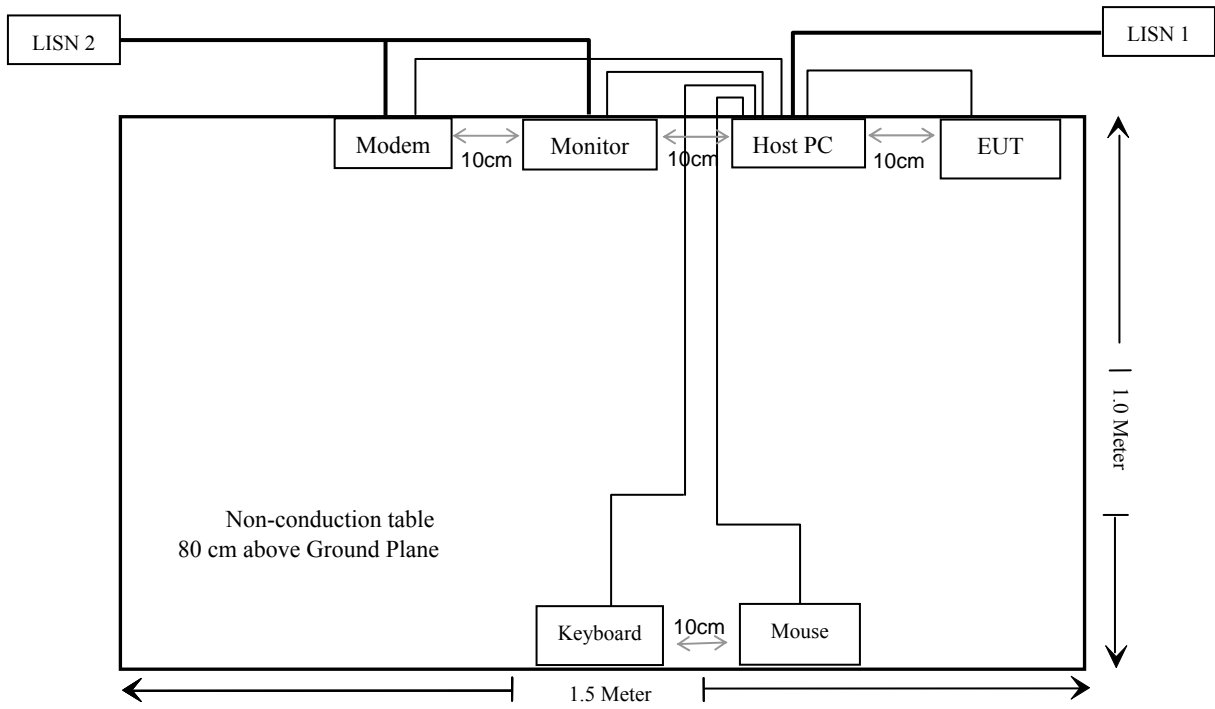 LISN 2
LISN 1
Modem
10cm
Monitor
10cm
Host PC
10cm
EUT
1.0 Meter
Non-conduction table
80 cm above Ground Plane
Keyboard
10cm
Mouse
1.5 Meter